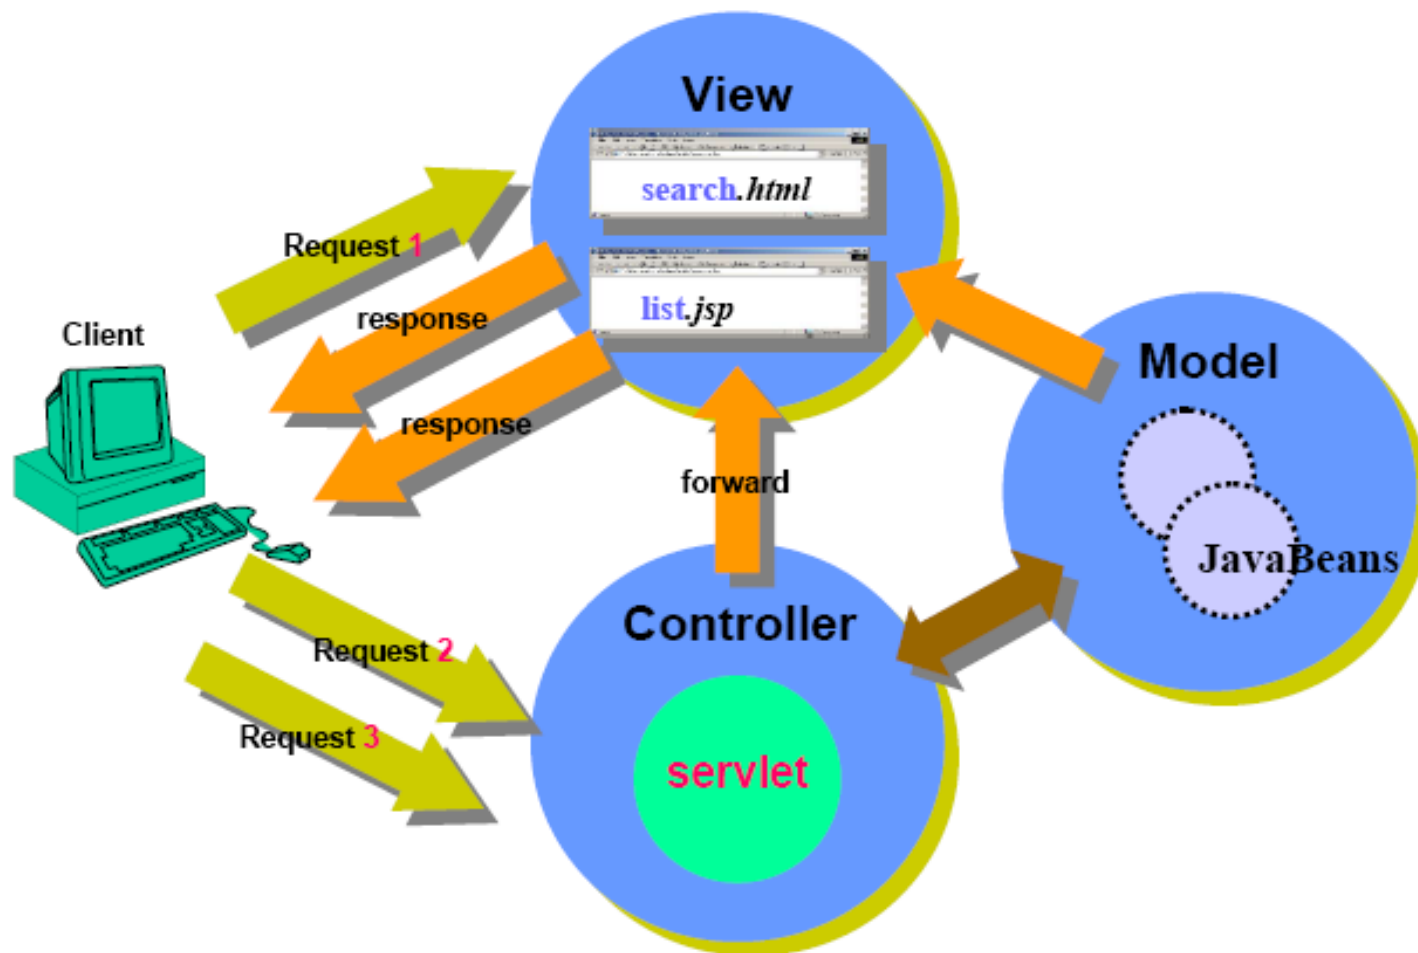 View
search.html
Request 1
response
list.jsp
Client
Model
response
forward
JavaBeans
Controller
Request 2
Request 3
servlet